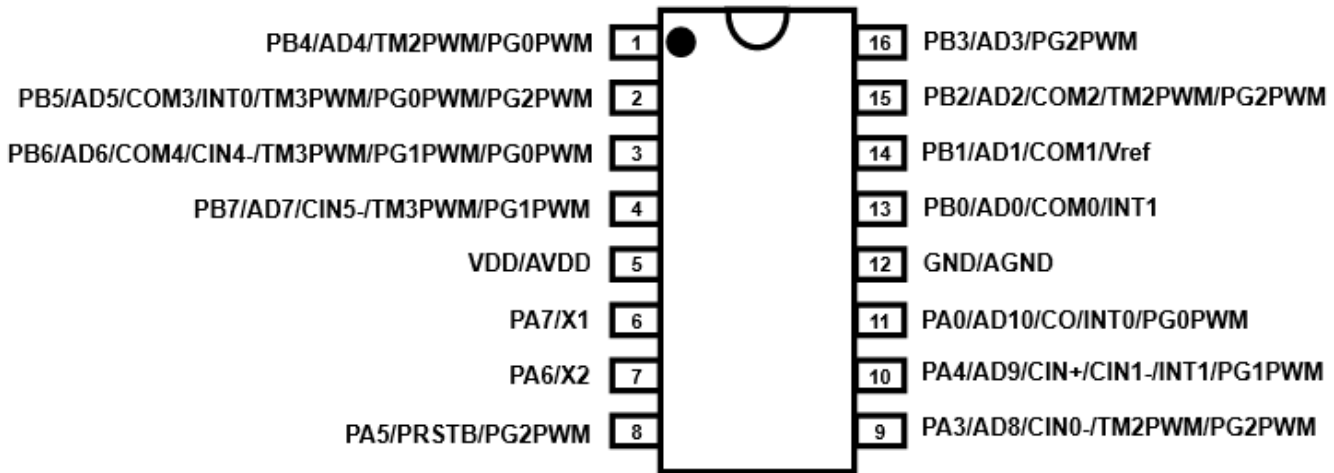 PB4/AD4/TM2PWM/PG0PWM 1 16 PB3/AD3/PG2PWM
PB5/AD5/COM3/INT0/TM3PWM/PG0PWM/PG2PWM 2 15 PB2/AD2/COM2/TM2PWM/PG2PWM
PB6/AD6/COM4/CIN4-/TM3PWM/PG1PWM/PG0PWM 3 14 PB1/AD1/COM1/Vref
PB7/AD7/CIN5-/TM3PWM/PG1PWM 4 13 PB0/AD0/COM0/INT1
VDD/AVDD 5 12 GND/AGND
PA7/X1 6 11 PA0/AD10/CO/INT0/PG0PWM
PA6/X2 7 10 PA4/AD9/CIN+/CIN1-/INT1/PG1PWM
PA5/PRSTB/PG2PWM 8 9 PA3/AD8/CIN0-/TM2PWM/PG2PWM